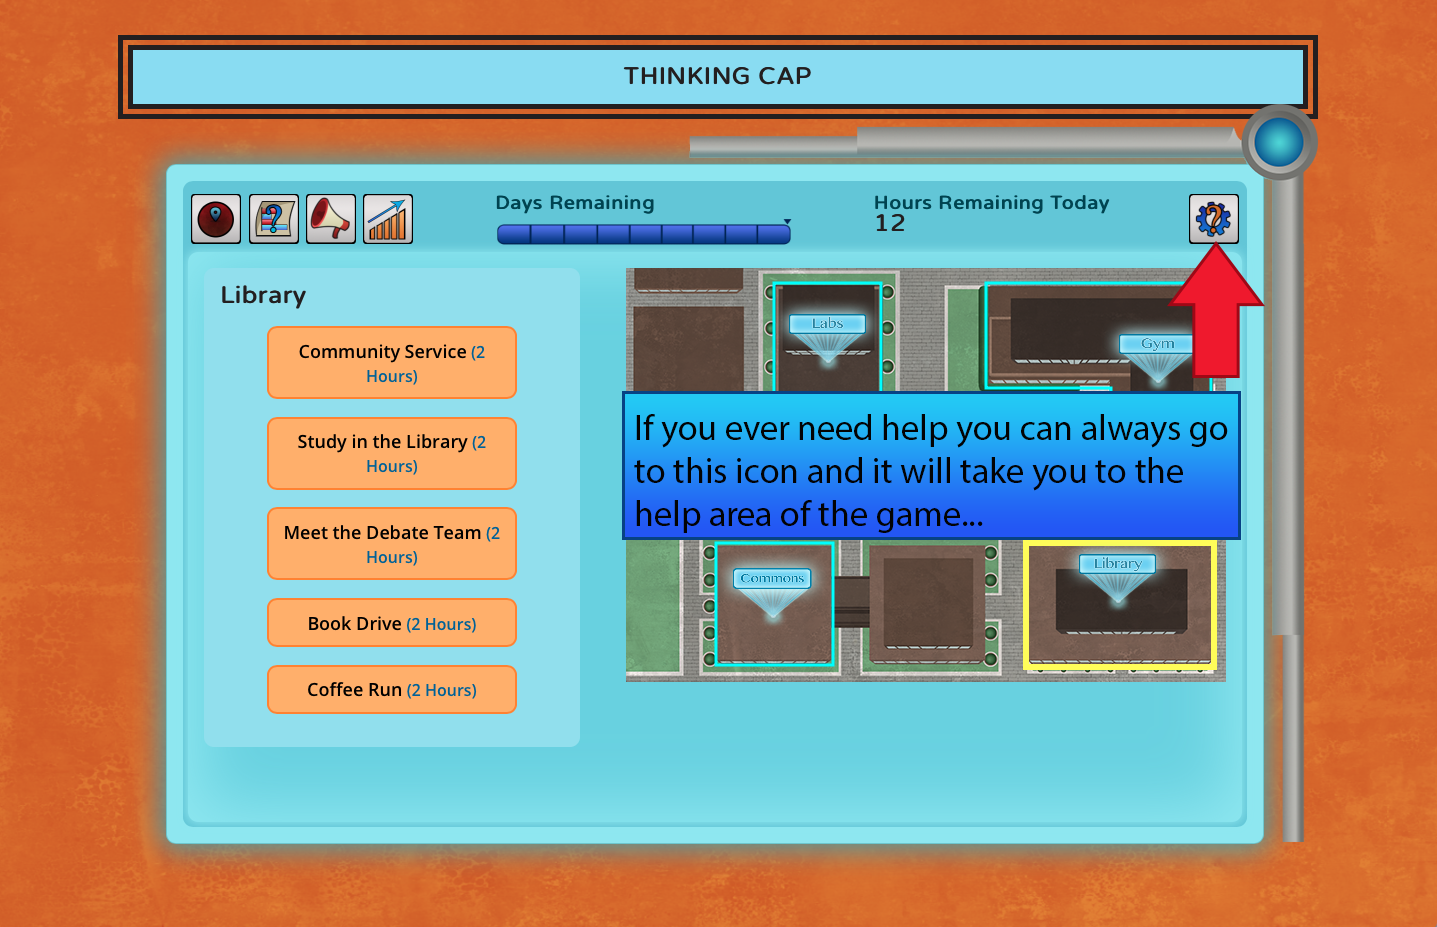 THINKING CAP
Days Remaining
Hours Remaining Today
12
Library
Community Service (2
Hours)
Study in the Library (2
Hours)
Meet the Debate Team (2
Hours)
Book Drive (2 Hours)
Coffee Run (2 Hours)
Labs
Gym
If you ever need help you can always go
to this icon and it will take you to the
help area of the game...
Commons
Library